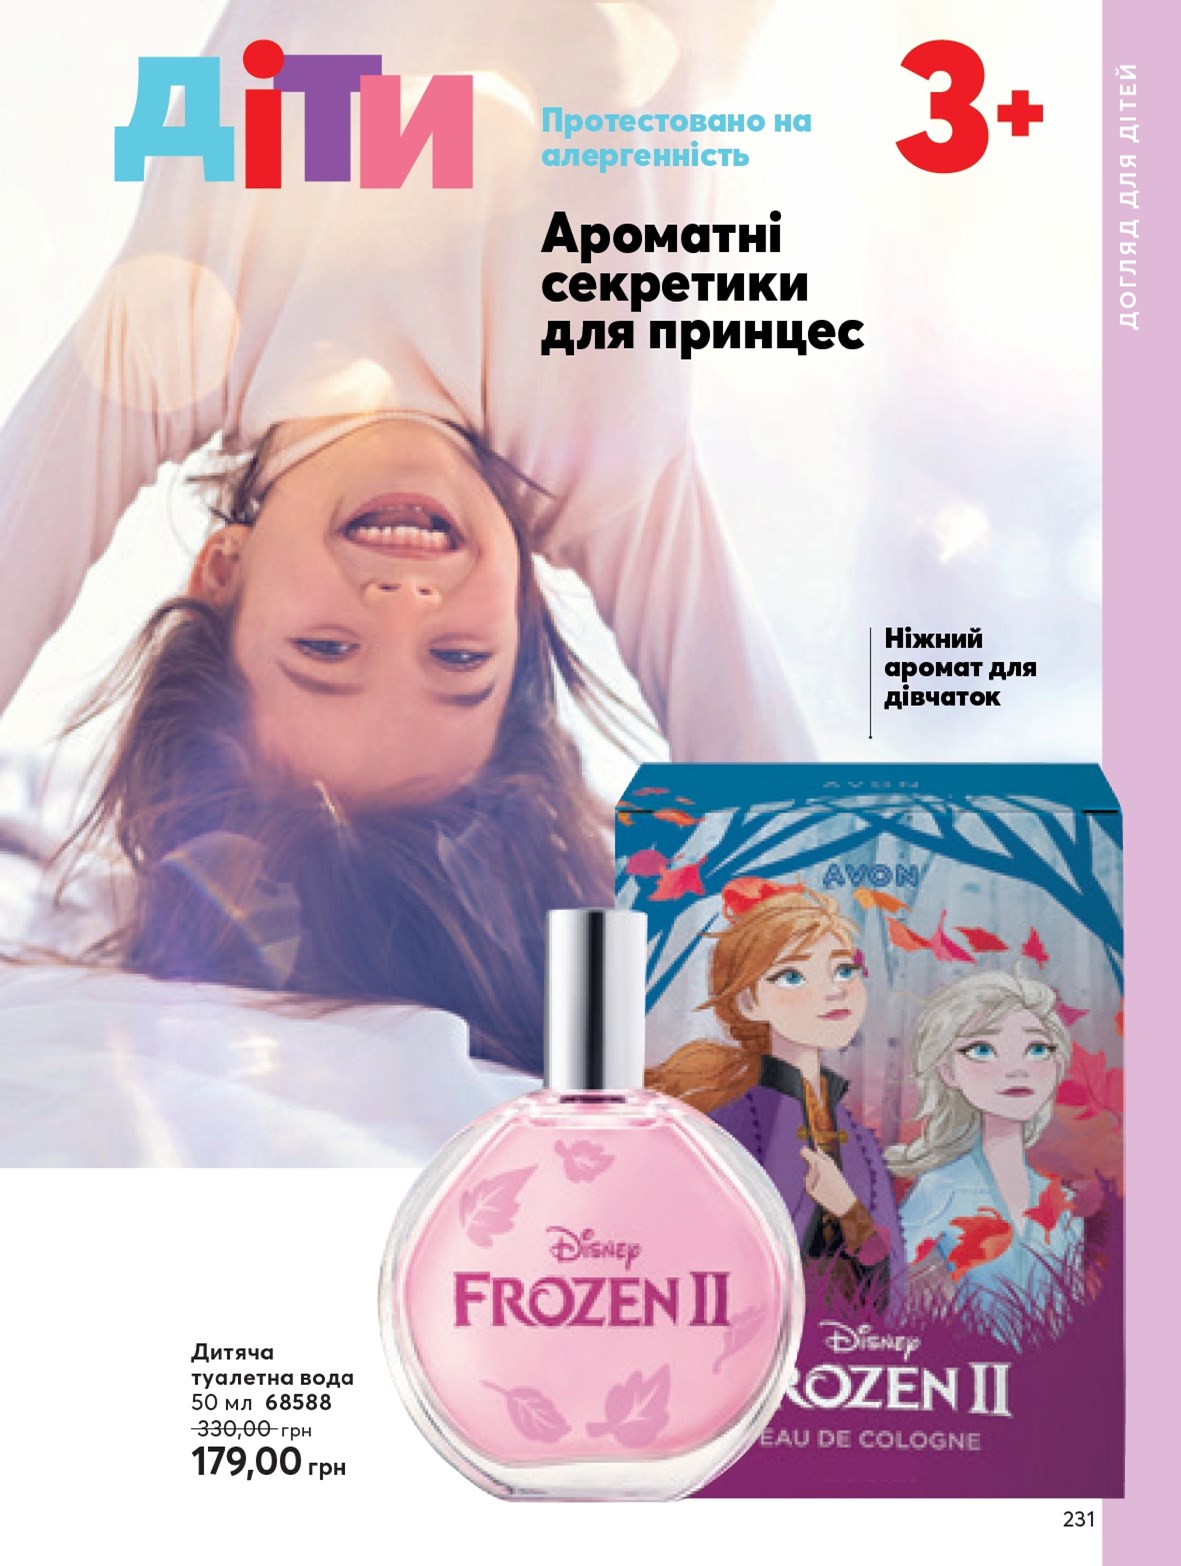 ДІТИ
Протестовано на
алергенність
3+
Ароматні
секретики
для принцес
ДОГЛЯД ДЛЯ ДІТЕЙ
Ніжний
аромат для
дівчаток
AVON
AVON
Disney
FROZEN II
Disney
ROZEN II
EAU DE COLOGNE
Дитяча
туалетна вода
50 мл 68588
330,00 грн
179,00 грн
231